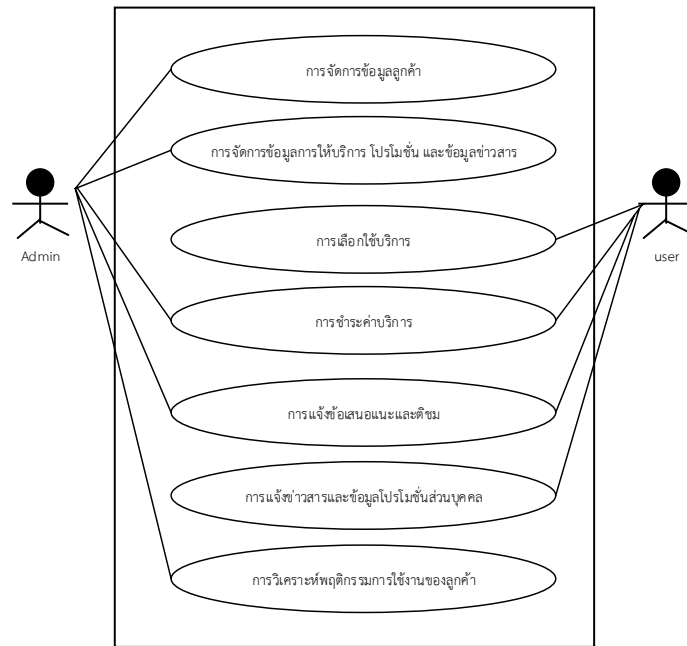 การจัดการข้อมูลลูกค้า
การจัดการข้อมูลการให้บริการ โปรโมชั่น และข้อมูลข่าวสาร
การเลือกใช้บริการ
Admin
user
การชำระค่าบริการ
การแจ้งข้อเสนอแนะและติชม
การแจ้งข่าวสารและข้อมูลโปรโมชั่นส่วนบุคคล
การวิเคราะห์พฤติกรรมการใช้งานของลูกค้า